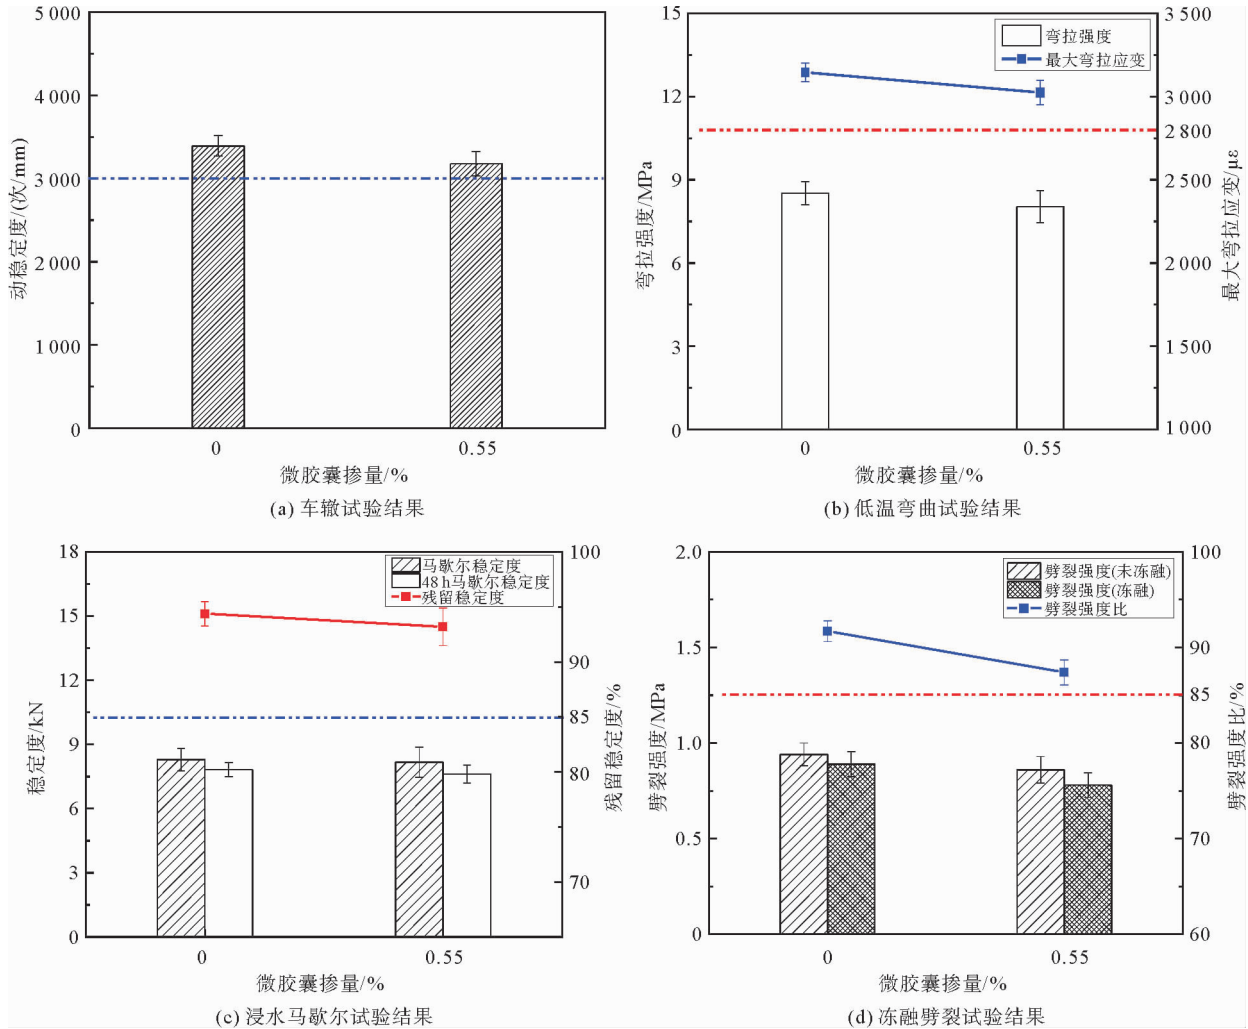 5 000
4 000
3 000
2 000
1 000
0
动稳定度/(次/mm)
0
0.55
微胶囊掺量/%
(a) 车辙试验结果
15
12
9
6
3
0
弯拉强度/MPa
弯拉强度
最大弯拉应变
3 500
3 000
2 800
2 500
2 000
1 500
1 000
最大弯拉应变/με
0
0.55
微胶囊掺量/%
(b) 低温弯曲试验结果
18
15
12
9
6
3
0
稳定度/kN
马歇尔稳定度
48 h马歇尔稳定度
残留稳定度
100
90
85
80
70
残留稳定度/%
0
0.55
微胶囊掺量/%
(c) 浸水马歇尔试验结果
2.0
1.5
1.0
0.5
0
劈裂强度/MPa
劈裂强度(未冻融)
劈裂强度(冻融)
劈裂强度比
100
90
85
80
70
60
劈裂强度比/%
0
0.55
微胶囊掺量/%
(d) 冻融劈裂试验结果